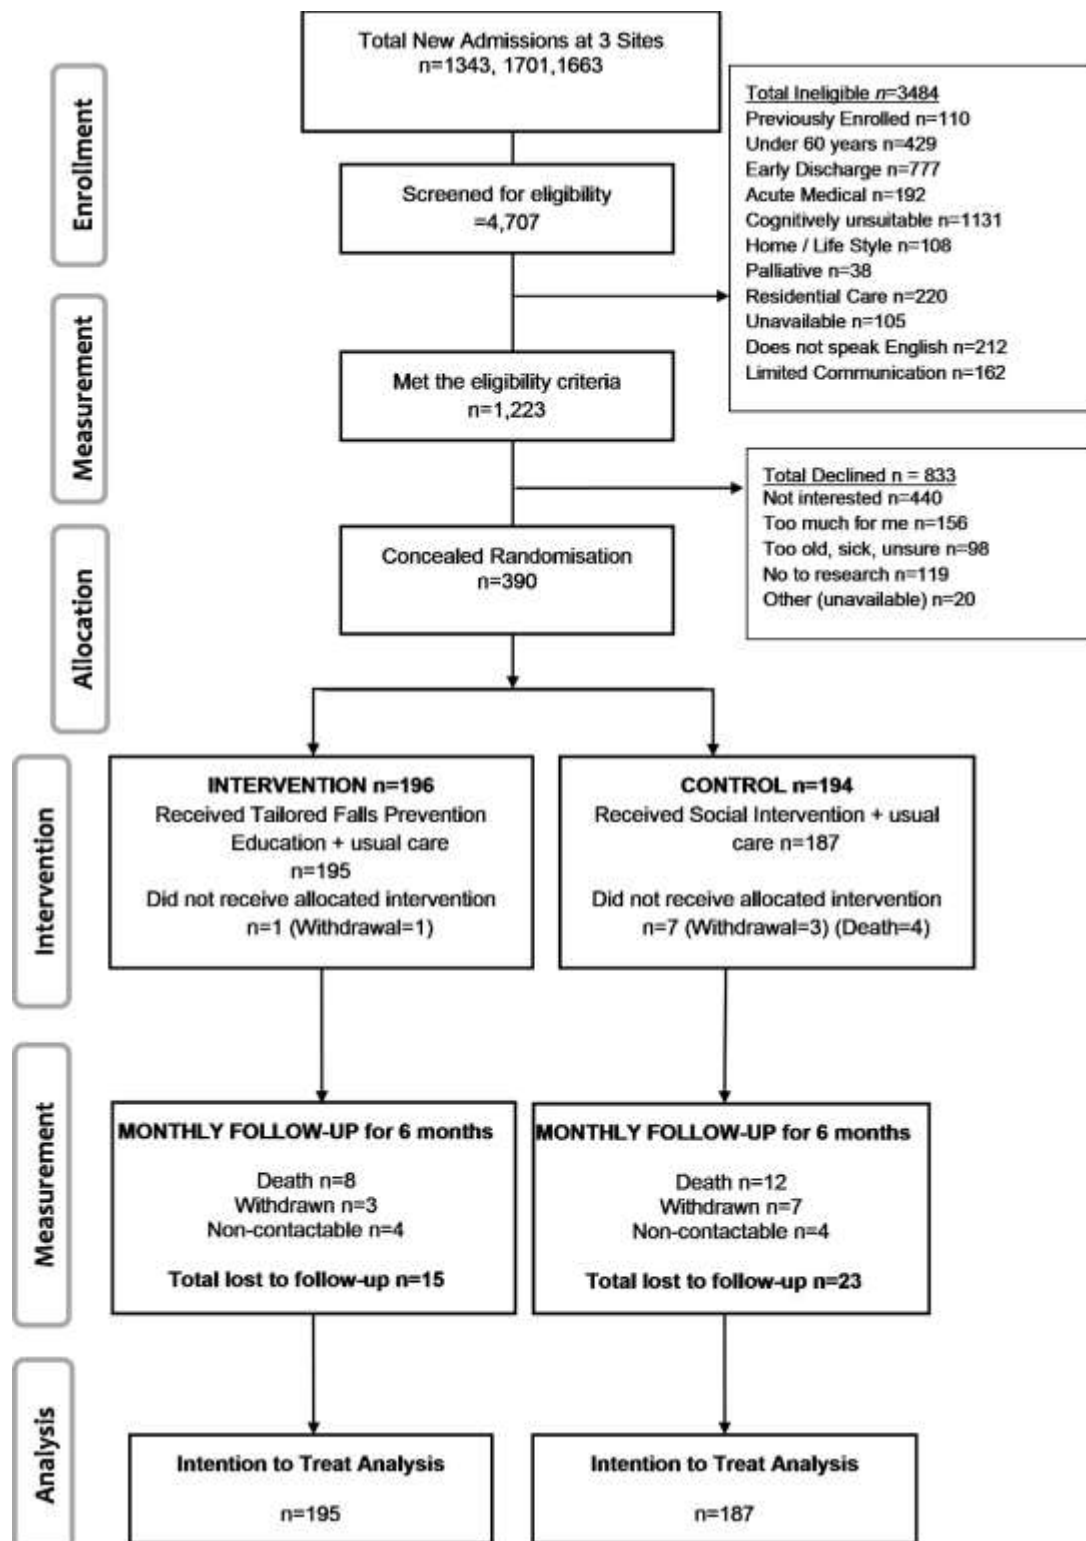 Total New Admissions at 3 Sites
n=1343, 1701,1663
Enrollment
Screened for eligibility
=4,707
Total Ineligible n=3484
Previously Enrolled n=110
Under 60 years n=429
Early Discharge n=777
Acute Medical n=192
Cognitively unsuitable n=1131
Home / Life Style n=108
Palliative n=38
Residential Care n=220
Unavailable n=105
Does not speak English n=212
Limited Communication n=162
Measurement
Met the eligibility criteria
n=1,223
Total Declined n = 833
Not interested n=440
Too much for me n=156
Too old, sick, unsure n=98
No to research n=119
Other (unavailable) n=20
Allocation
Concealed Randomisation
n=390
Intervention
INTERVENTION n=196
Received Tailored Falls Prevention
Education + usual care
n=195
Did not receive allocated intervention
n=1 (Withdrawal=1)
CONTROL n=194
Received Social Intervention + usual
care n=187
Did not receive allocated intervention
n=7 (Withdrawal=3) (Death=4)
Measurement
MONTHLY FOLLOW-UP for 6 months
Death n=8
Withdrawn n=3
Non-contactable n=4
Total lost to follow-up n=15
MONTHLY FOLLOW-UP for 6 months
Death n=12
Withdrawn n=7
Non-contactable n=4
Total lost to follow-up n=23
Analysis
Intention to Treat Analysis
n=195
Intention to Treat Analysis
n=187